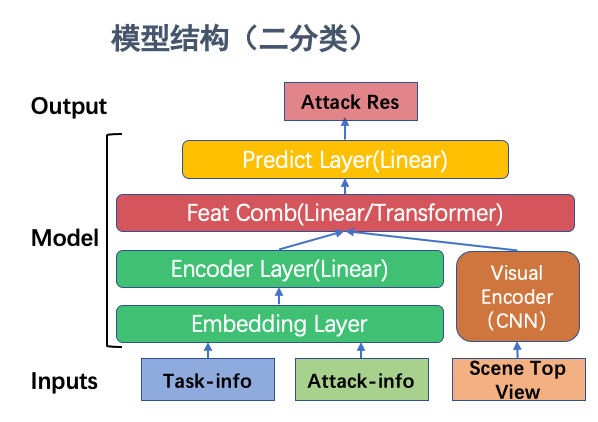 模型结构（二分类）
Output
Attack Res
Predict Layer(Linear)
Feat Comb(Linear/Transformer)
Model
Encoder Layer(Linear)
Visual
Encoder
（CNN）
Embedding Layer
Inputs
Task-info
Attack-info
Scene Top
View